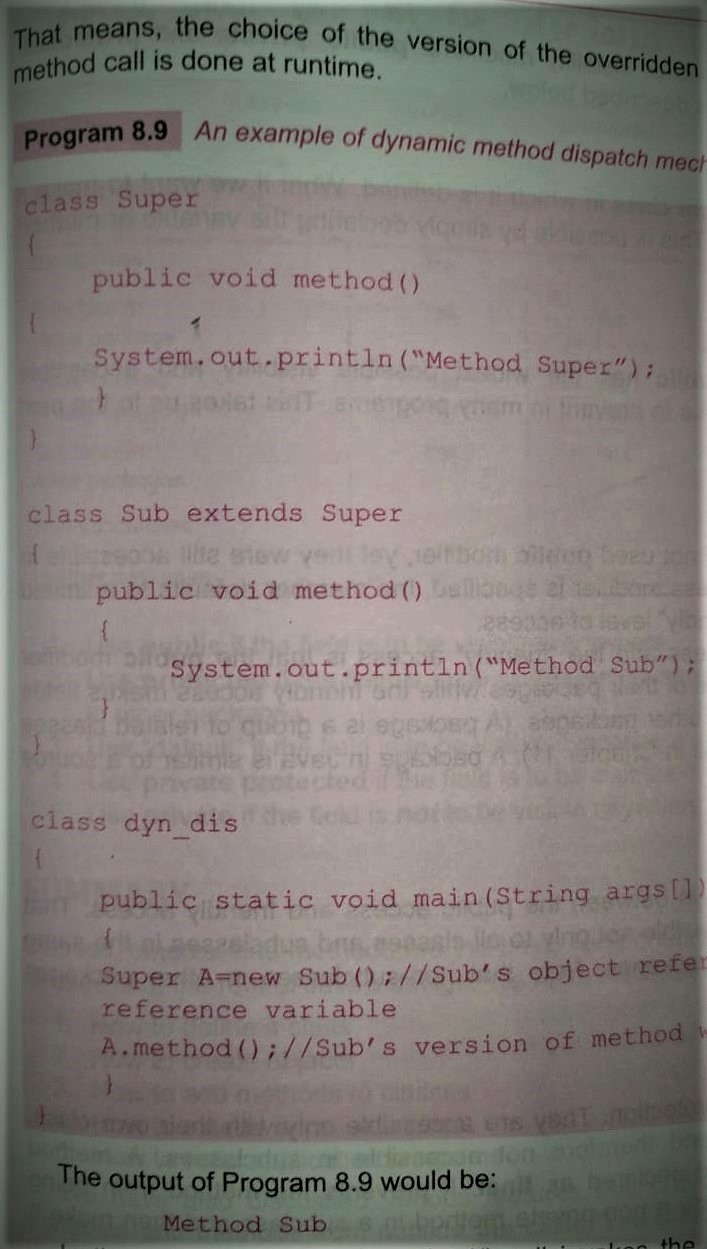 That means, the choice of the version of the overridden
method call is done at runtime.
Program 8.9 An example of dynamic method dispatch mech
class Super
{
public void method()
{
System.out.println("Method Super");
}
}
class Sub extends Super
{
public void method()
{
System.out.println("Method Sub");
}
}
class dyn_dis
{
public static void main(String args[])
{
Super A=new Sub();//Sub's object refer
reference variable
A.method();//Sub's version of method w
}
}
The output of Program 8.9 would be:
Method Sub
the